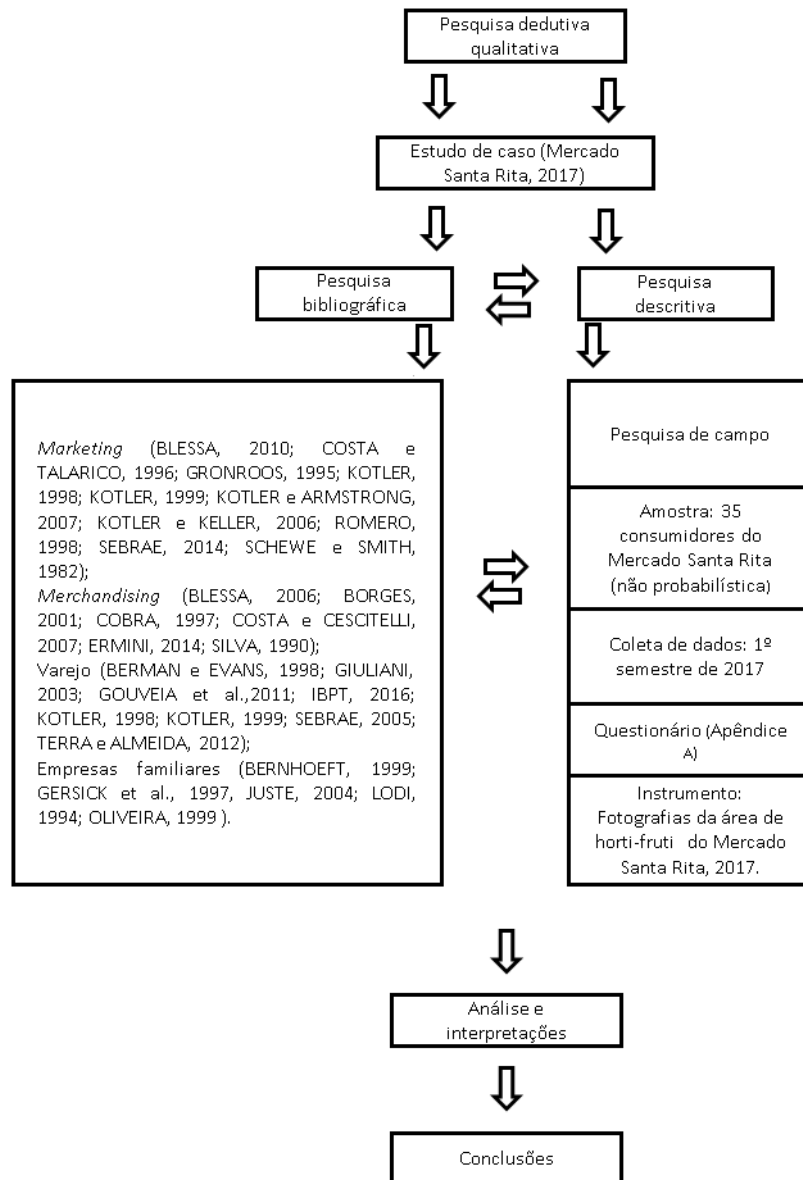 Pesquisa dedutiva
qualitativa
Estudo de caso (Mercado
Santa Rita, 2017)
Pesquisa
bibliográfica
Pesquisa
descritiva
Marketing (BLESSA, 2010; COSTA e
TALARICO, 1996; GRONROOS, 1995; KOTLER,
1998; KOTLER, 1999; KOTLER e ARMSTRONG,
2007; KOTLER e KELLER, 2006; ROMERO,
1998; SEBRAE, 2014; SCHEWE e SMITH,
1982);
Merchandising (BLESSA, 2006; BORGES,
2001; COBRA, 1997; COSTA e CESCITELLI,
2007; ERMINI, 2014; SILVA, 1990);
Varejo (BERMAN e EVANS, 1998; GIULIANI,
2003; GOUVEIA et al.,2011; IBPT, 2016;
KOTLER, 1998; KOTLER, 1999; SEBRAE, 2005;
TERRA e ALMEIDA, 2012);
Empresas familiares (BERNHOEFT, 1999;
GERSICK et al., 1997, JUSTE, 2004; LODI,
1994; OLIVEIRA, 1999 ).
Pesquisa de campo
Amostra: 35
consumidores do
Mercado Santa Rita
(não probabilística)
Coleta de dados: 1º
semestre de 2017
Questionário (Apêndice
A)
Instrumento:
Fotografias da área de
horti-fruti do Mercado
Santa Rita, 2017.
Análise e
interpretações
Conclusões